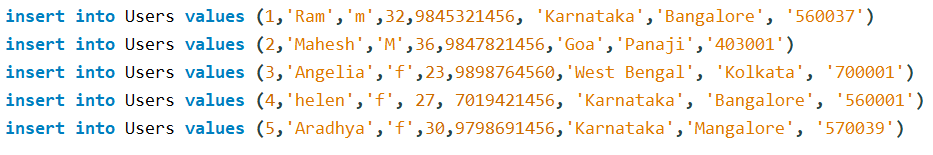 insert into Users values (1,'Ram','m',32,9845321456, 'Karnataka','Bangalore', '560037')
insert into Users values (2,'Mahesh','M',36,9847821456,'Goa','Panaji','403001')
insert into Users values (3,'Angelia','f',23,9898764560,'West Bengal', 'Kolkata', '700001')
insert into Users values (4,'helen','f', 27, 7019421456, 'Karnataka', 'Bangalore', '560001')
insert into Users values (5,'Aradhya','f',30,9798691456,'Karnataka','Mangalore', '570039')